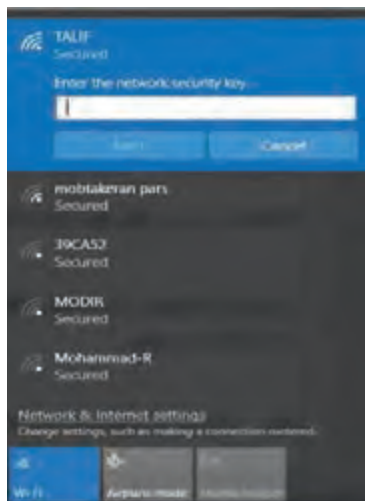 TALIF
Secured
Enter the network security key
Next
Cancel
mobtakeran pars
Secured
39CA52
Secured
MODIR
Secured
Mohammad-R
Secured
Network & Internet settings
Change settings, such as making a connection metered.
Wi-Fi
Airplane mode